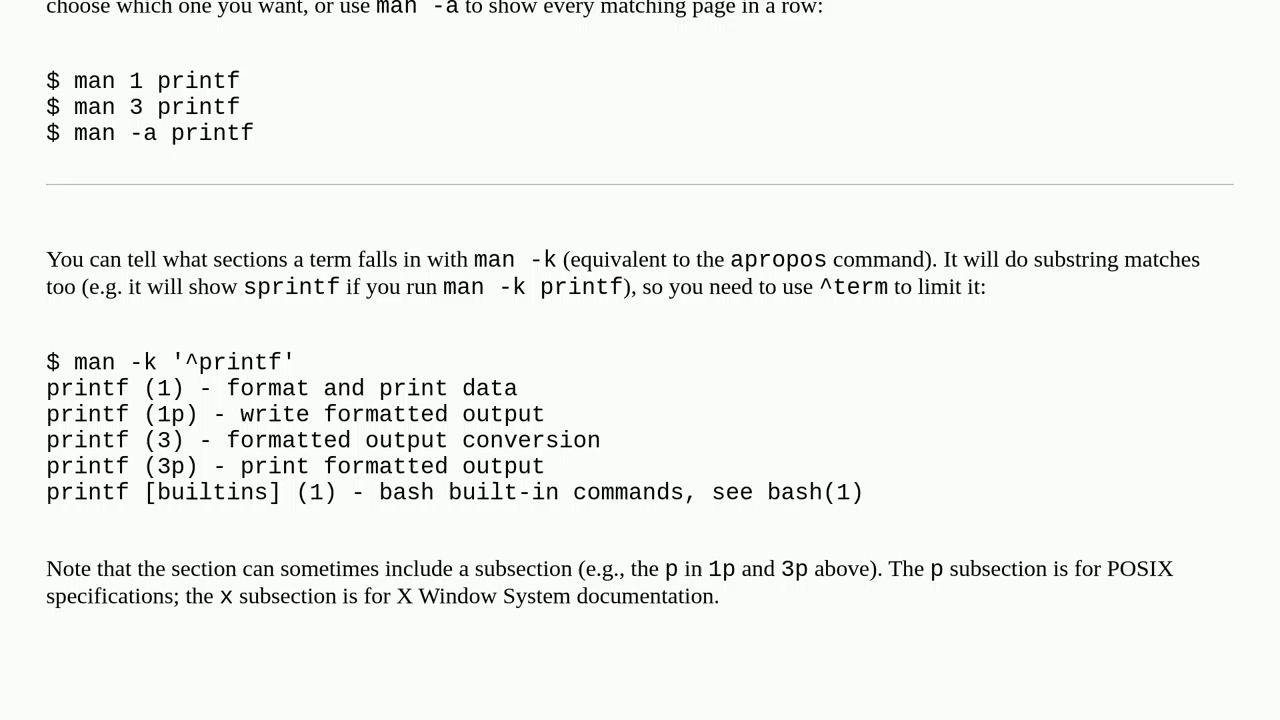 choose which one you want, or use man -a to show every matching page in a row:
$ man 1 printf
$ man 3 printf
$ man -a printf
You can tell what sections a term falls in with man -k (equivalent to the apropos command). It will do substring matches
too (e.g. it will show sprintf if you run man -k printf), so you need to use ^term to limit it:
$ man -k '^printf'
printf (1) - format and print data
printf (1p) - write formatted output
printf (3) - formatted output conversion
printf (3p) - print formatted output
printf [builtins] (1) - bash built-in commands, see bash(1)
Note that the section can sometimes include a subsection (e.g., the p in 1p and 3p above). The p subsection is for POSIX
specifications; the x subsection is for X Window System documentation.